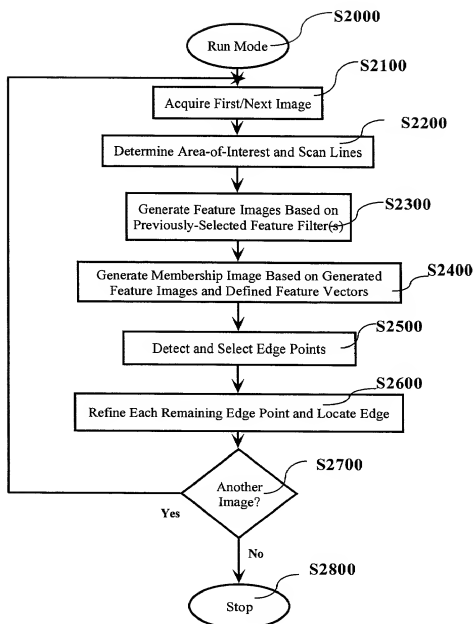 S2000
Run Mode
S2100
Acquire First/Next Image
S2200
Determine Area-of-Interest and Scan Lines
Generate Feature Images Based on
Previously-Selected Feature Filter(s)
S2300
Generate Membership Image Based on Generated
Feature Images and Defined Feature Vectors
S2400
S2500
Detect and Select Edge Points
S2600
Refine Each Remaining Edge Point and Locate Edge
S2700
Another
Image?
Yes
No
S2800
Stop